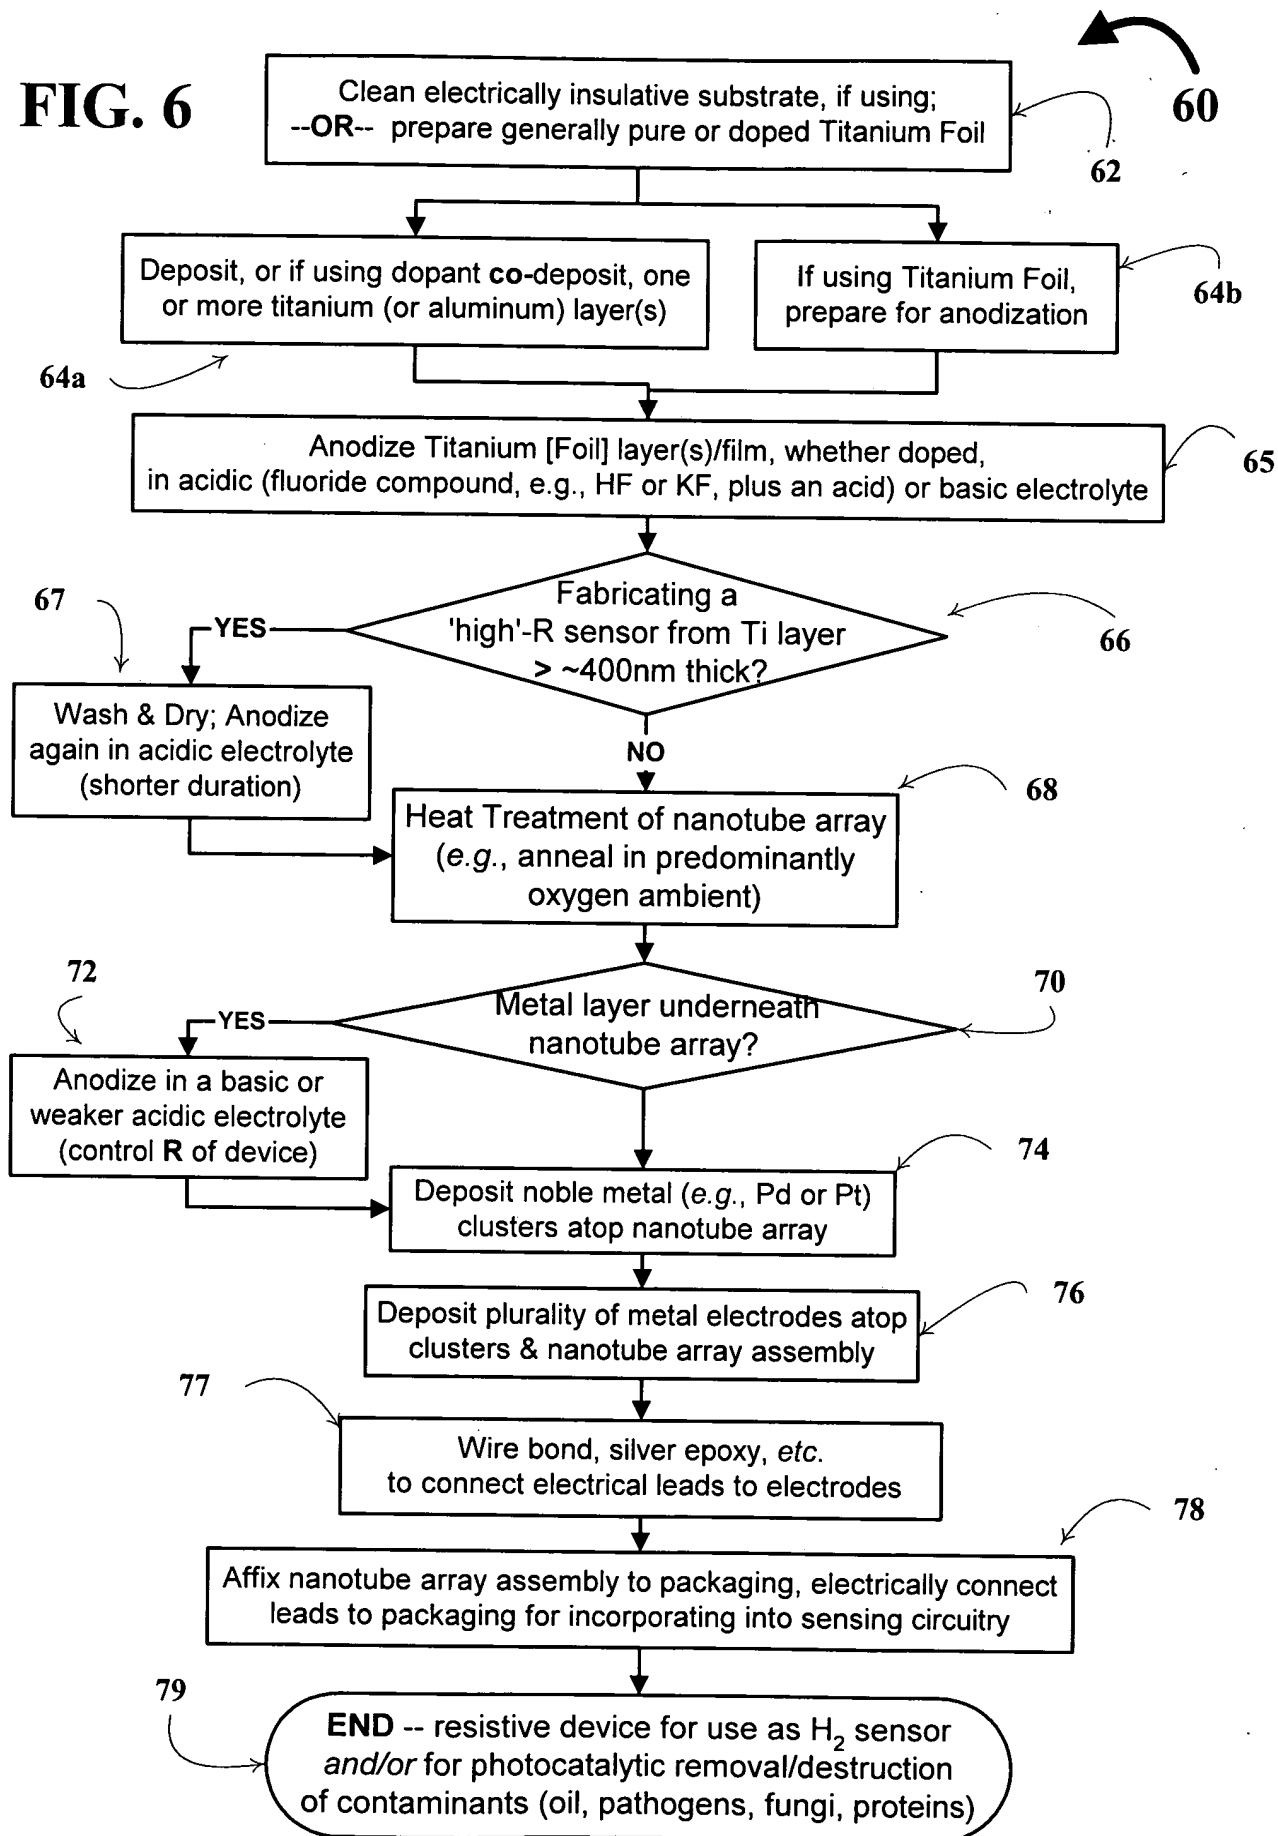 FIG. 6
60
Clean electrically insulative substrate, if using;
--OR-- prepare generally pure or doped Titanium Foil
62
Deposit, or if using dopant co-deposit, one
or more titanium (or aluminum) layer(s)
64a
If using Titanium Foil,
prepare for anodization
64b
Anodize Titanium [Foil] layer(s)/film, whether doped,
in acidic (fluoride compound, e.g., HF or KF, plus an acid) or basic electrolyte
65
Fabricating a
'high'-R sensor from Ti layer
> ~400nm thick?
66
YES
67
Wash & Dry; Anodize
again in acidic electrolyte
(shorter duration)
NO
68
Heat Treatment of nanotube array
(e.g., anneal in predominantly
oxygen ambient)
Metal layer underneath
nanotube array?
70
YES
72
Anodize in a basic or
weaker acidic electrolyte
(control R of device)
74
Deposit noble metal (e.g., Pd or Pt)
clusters atop nanotube array
76
Deposit plurality of metal electrodes atop
clusters & nanotube array assembly
77
Wire bond, silver epoxy, etc.
to connect electrical leads to electrodes
78
Affix nanotube array assembly to packaging, electrically connect
leads to packaging for incorporating into sensing circuitry
79
END -- resistive device for use as H2 sensor
and/or for photocatalytic removal/destruction
of contaminants (oil, pathogens, fungi, proteins)